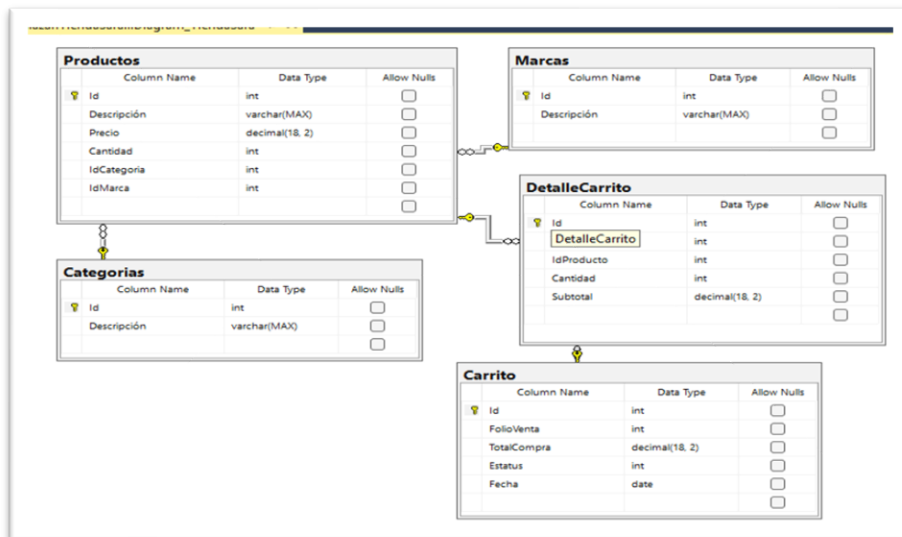 Productos
Column Name Data Type Allow Nulls
Id int
Descripción varchar(MAX)
Precio decimal(18, 2)
Cantidad int
IdCategoria int
IdMarca int
Marcas
Column Name Data Type Allow Nulls
Id int
Descripción varchar(MAX)
DetalleCarrito
Column Name Data Type Allow Nulls
Id int
DetalleCarrito int
IdProducto int
Cantidad int
Subtotal decimal(18, 2)
Categorias
Column Name Data Type Allow Nulls
Id int
Descripción varchar(MAX)
Carrito
Column Name Data Type Allow Nulls
Id int
FolioVenta int
TotalCompra decimal(18, 2)
Estatus int
Fecha date